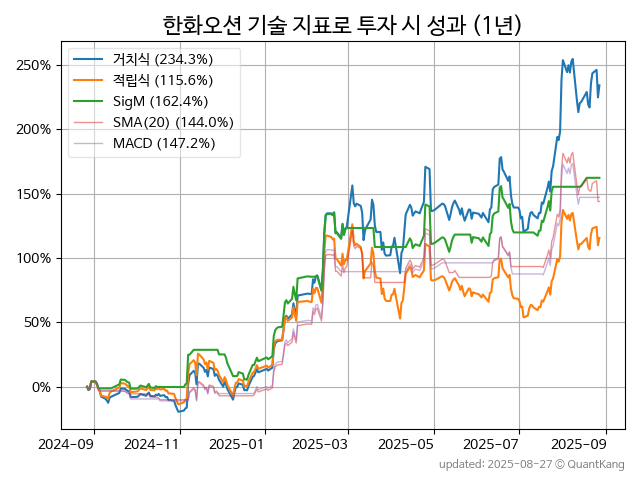 한화오션 기술 지표로 투자 시 성과 (1년)
거치식 (234.3%)
적립식 (115.6%)
SigM (162.4%)
SMA(20) (144.0%)
MACD (147.2%)
250%
200%
150%
100%
50%
0%
2024-09 2024-11 2025-01 2025-03 2025-05 2025-07 2025-09
updated: 2025-08-27 © QuantKang